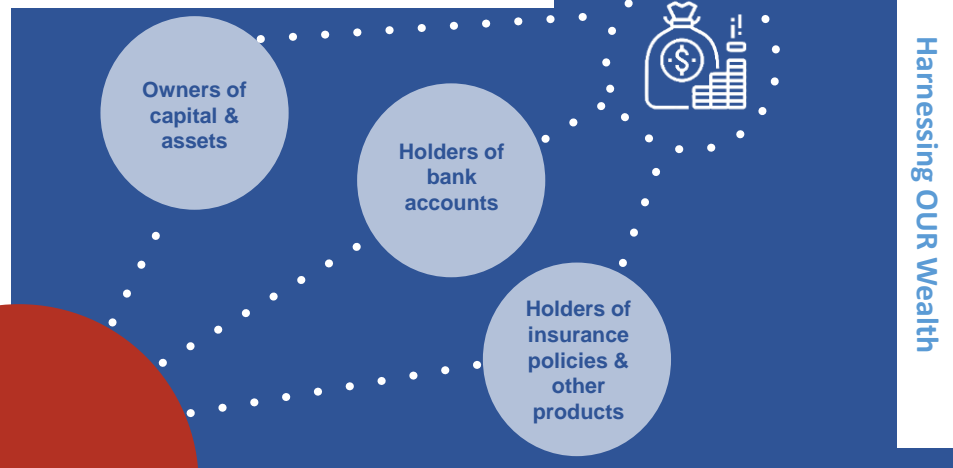 Owners of
capital &
assets
Holders of
bank
accounts
Holders of
insurance
policies &
other
products
Harnessing OUR Wealth
$